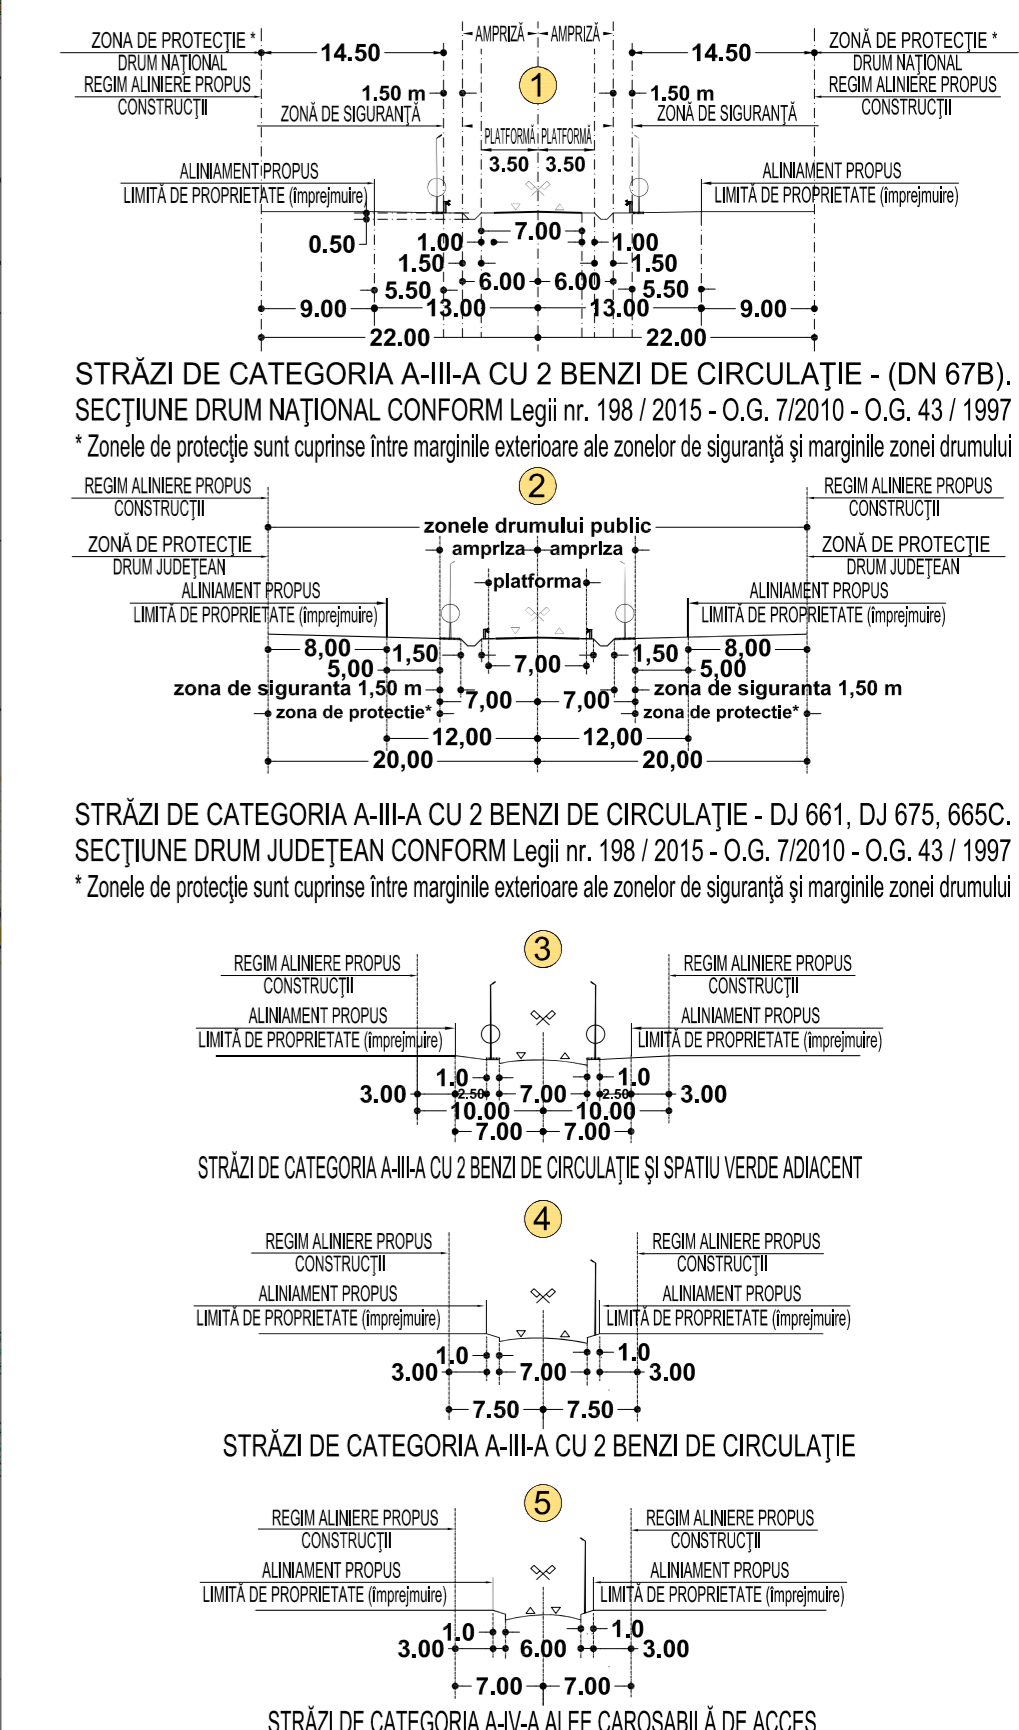 AMPRIZĂ AMPRIZĂ
ZONA DE PROTECŢIE * 14.50 14.50 ZONĂ DE PROTECŢIE *
DRUM NAŢIONAL DRUM NAŢIONAL
REGIM ALINIERE PROPUS 1 REGIM ALINIERE PROPUS
1.50 m 1.50 m
CONSTRUCŢII CONSTRUCŢII
ZONĂ DE SIGURANŢĂ ZONĂ DE SIGURANŢĂ
PLATFORMĂ PLATFORMĂ
3.50 3.50
ALINIAMENT PROPUS ALINIAMENT PROPUS
LIMITĂ DE PROPRIETATE (împrejmuire) LIMITĂ DE PROPRIETATE (împrejmuire)
7.00
0.50 1.00 1.00
1.50 1.50
6.00 6.00
5.50 5.50
9.00 13.00 13.00 9.00
22.00 22.00
STRĂZI DE CATEGORIA A-III-A CU 2 BENZI DE CIRCULAŢIE - (DN 67B).
SECŢIUNE DRUM NAŢIONAL CONFORM Legii nr. 198 / 2015 - O.G. 7/2010 - O.G. 43 / 1997
* Zonele de protecţie sunt cuprinse între marginile exterioare ale zonelor de siguranţă şi marginile zonei drumului
REGIM ALINIERE PROPUS 2 REGIM ALINIERE PROPUS
CONSTRUCŢII CONSTRUCŢII
zonele drumului public
ZONĂ DE PROTECŢIE ampriza ampriza ZONĂ DE PROTECŢIE
DRUM JUDEŢEAN DRUM JUDEŢEAN
platforma
ALINIAMENT PROPUS ALINIAMENT PROPUS
LIMITĂ DE PROPRIETATE (împrejmuire) LIMITĂ DE PROPRIETATE (împrejmuire)
8,00 1,50 1,50 8,00
5,00 7,00 5,00
zona de siguranta 1,50 m zona de siguranta 1,50 m
7,00 7,00
zona de protectie* zona de protectie*
12,00 12,00
20,00 20,00
STRĂZI DE CATEGORIA A-III-A CU 2 BENZI DE CIRCULAŢIE - DJ 661, DJ 675, 665C.
SECŢIUNE DRUM JUDEŢEAN CONFORM Legii nr. 198 / 2015 - O.G. 7/2010 - O.G. 43 / 1997
* Zonele de protecţie sunt cuprinse între marginile exterioare ale zonelor de siguranţă şi marginile zonei drumului
3
REGIM ALINIERE PROPUS REGIM ALINIERE PROPUS
CONSTRUCŢII CONSTRUCŢII
ALINIAMENT PROPUS ALINIAMENT PROPUS
LIMITĂ DE PROPRIETATE (împrejmuire) LIMITĂ DE PROPRIETATE (împrejmuire)
1.0 1.0
3.00 2.50 7.00 2.50 3.00
10.00 10.00
7.00 7.00
STRĂZI DE CATEGORIA A-III-A CU 2 BENZI DE CIRCULAŢIE ŞI SPATIU VERDE ADIACENT
4
REGIM ALINIERE PROPUS REGIM ALINIERE PROPUS
CONSTRUCŢII CONSTRUCŢII
ALINIAMENT PROPUS ALINIAMENT PROPUS
LIMITĂ DE PROPRIETATE (împrejmuire) LIMITĂ DE PROPRIETATE (împrejmuire)
1.0 1.0
3.00 7.00 3.00
7.50 7.50
STRĂZI DE CATEGORIA A-III-A CU 2 BENZI DE CIRCULAŢIE
5
REGIM ALINIERE PROPUS REGIM ALINIERE PROPUS
CONSTRUCŢII CONSTRUCŢII
ALINIAMENT PROPUS ALINIAMENT PROPUS
LIMITĂ DE PROPRIETATE (împrejmuire) LIMITĂ DE PROPRIETATE (împrejmuire)
1.0 1.0
3.00 6.00 3.00
7.00 7.00
STRĂZI DE CATEGORIA A-IV-A ALEE CAROSABILĂ DE ACCES